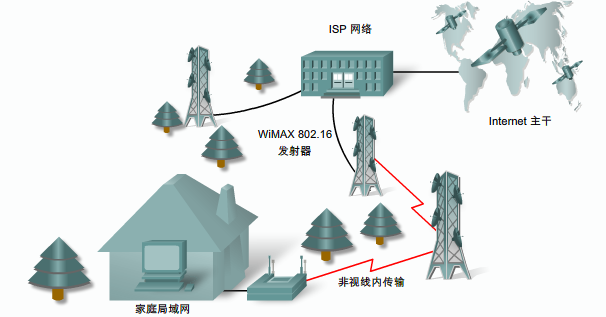 ISP 网络
Internet 主干
WiMAX 802.16
发射器
非视线内传输
家庭局域网